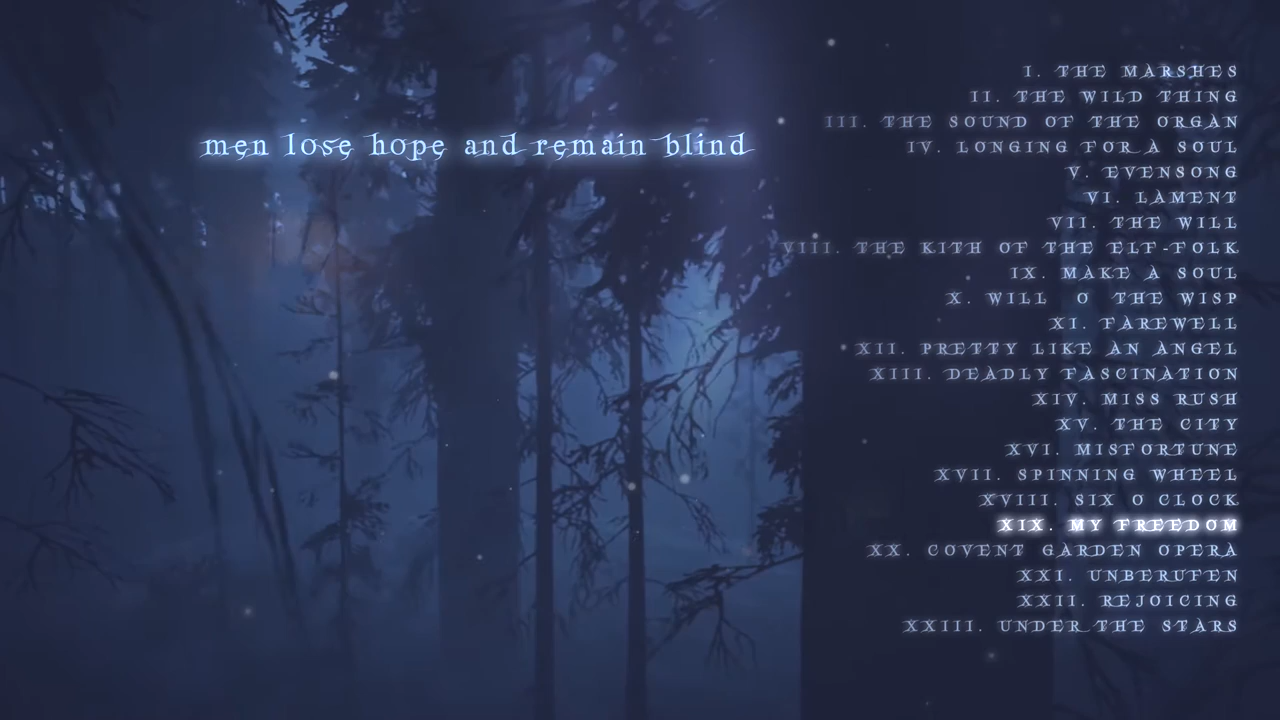 men lose hope and remain blind
I. THE MARSHES
II. THE WILD THING
III. THE SOUND OF THE ORGAN
IV. LONGING FOR A SOUL
V. EVENSONG
VI. LAMENT
VII. THE WILL
VIII. THE KITH OF THE ELF-FOLK
IX. MAKE A SOUL
X. WILL O THE WISP
XI. FAREWELL
XII. PRETTY LIKE AN ANGEL
XIII. DEADLY FASCINATION
XIV. MISS RUSH
XV. THE CITY
XVI. MISFORTUNE
XVII. SPINNING WHEEL
XVIII. SIX O CLOCK
XIX. MY FREEDOM
XX. COVENT GARDEN OPERA
XXI. UNBERUFEN
XXII. REJOICING
XXIII. UNDER THE STARS